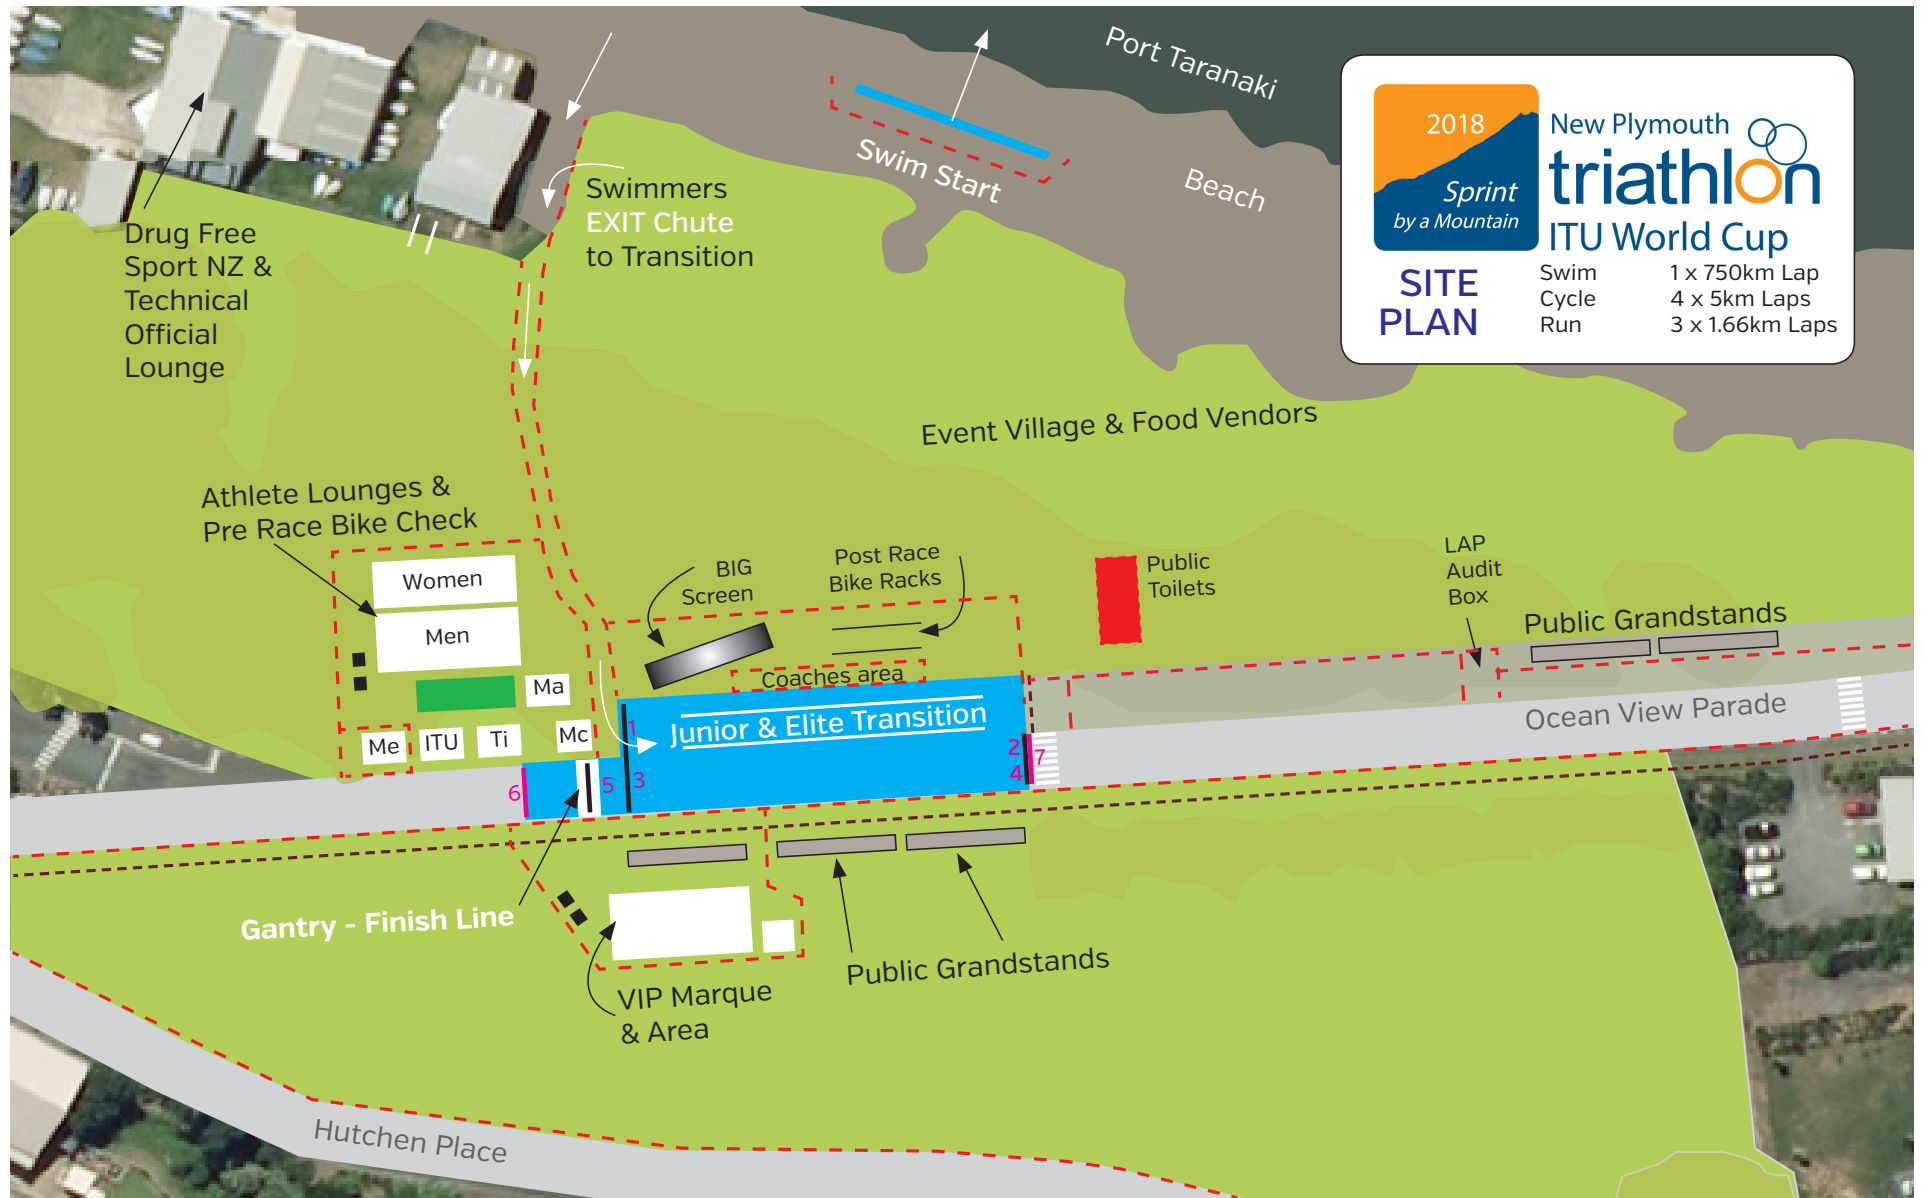 Port Taranaki
Swim Start
Beach
2018
Sprint
by a Mountain
New Plymouth
triathlon
ITU World Cup
SITE
PLAN
Swim 1 x 750km Lap
Cycle 4 x 5km Laps
Run 3 x 1.66km Laps
Swimmers
EXIT Chute
to Transition
Drug Free
Sport NZ &
Technical
Official
Lounge
Event Village & Food Vendors
Athlete Lounges &
Pre Race Bike Check
Women
Men
Ma
Me
ITU
Ti
Mc
BIG
Screen
Post Race
Bike Racks
Coaches area
Public
Toilets
LAP
Audit
Box
Public Grandstands
Ocean View Parade
Junior & Elite Transition
1
2
3
4
5
6
7
Gantry - Finish Line
VIP Marque
& Area
Public Grandstands
Hutchen Place